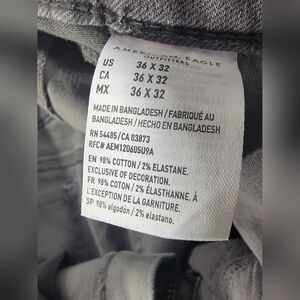 AMERICAN EAGLE
OUTFITTERS
US 36 X 32
CA 36 X 32
MX 36 X 32
MADE IN BANGLADESH / FABRIQUÉ AU
BANGLADESH / HECHO EN BANGLADESH
RN 54485/CA 03873
RFC# AEM120605U9A
EN 98% COTTON / 2% ELASTANE.
EXCLUSIVE OF DECORATION.
FR 98% COTON / 2% ÉLASTHANNE. À
L'EXCEPTION DE LA GARNITURE.
SP 98% algodón / 2% elastano.